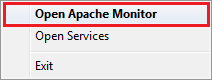 Open Apache Monitor
Open Services
Exit